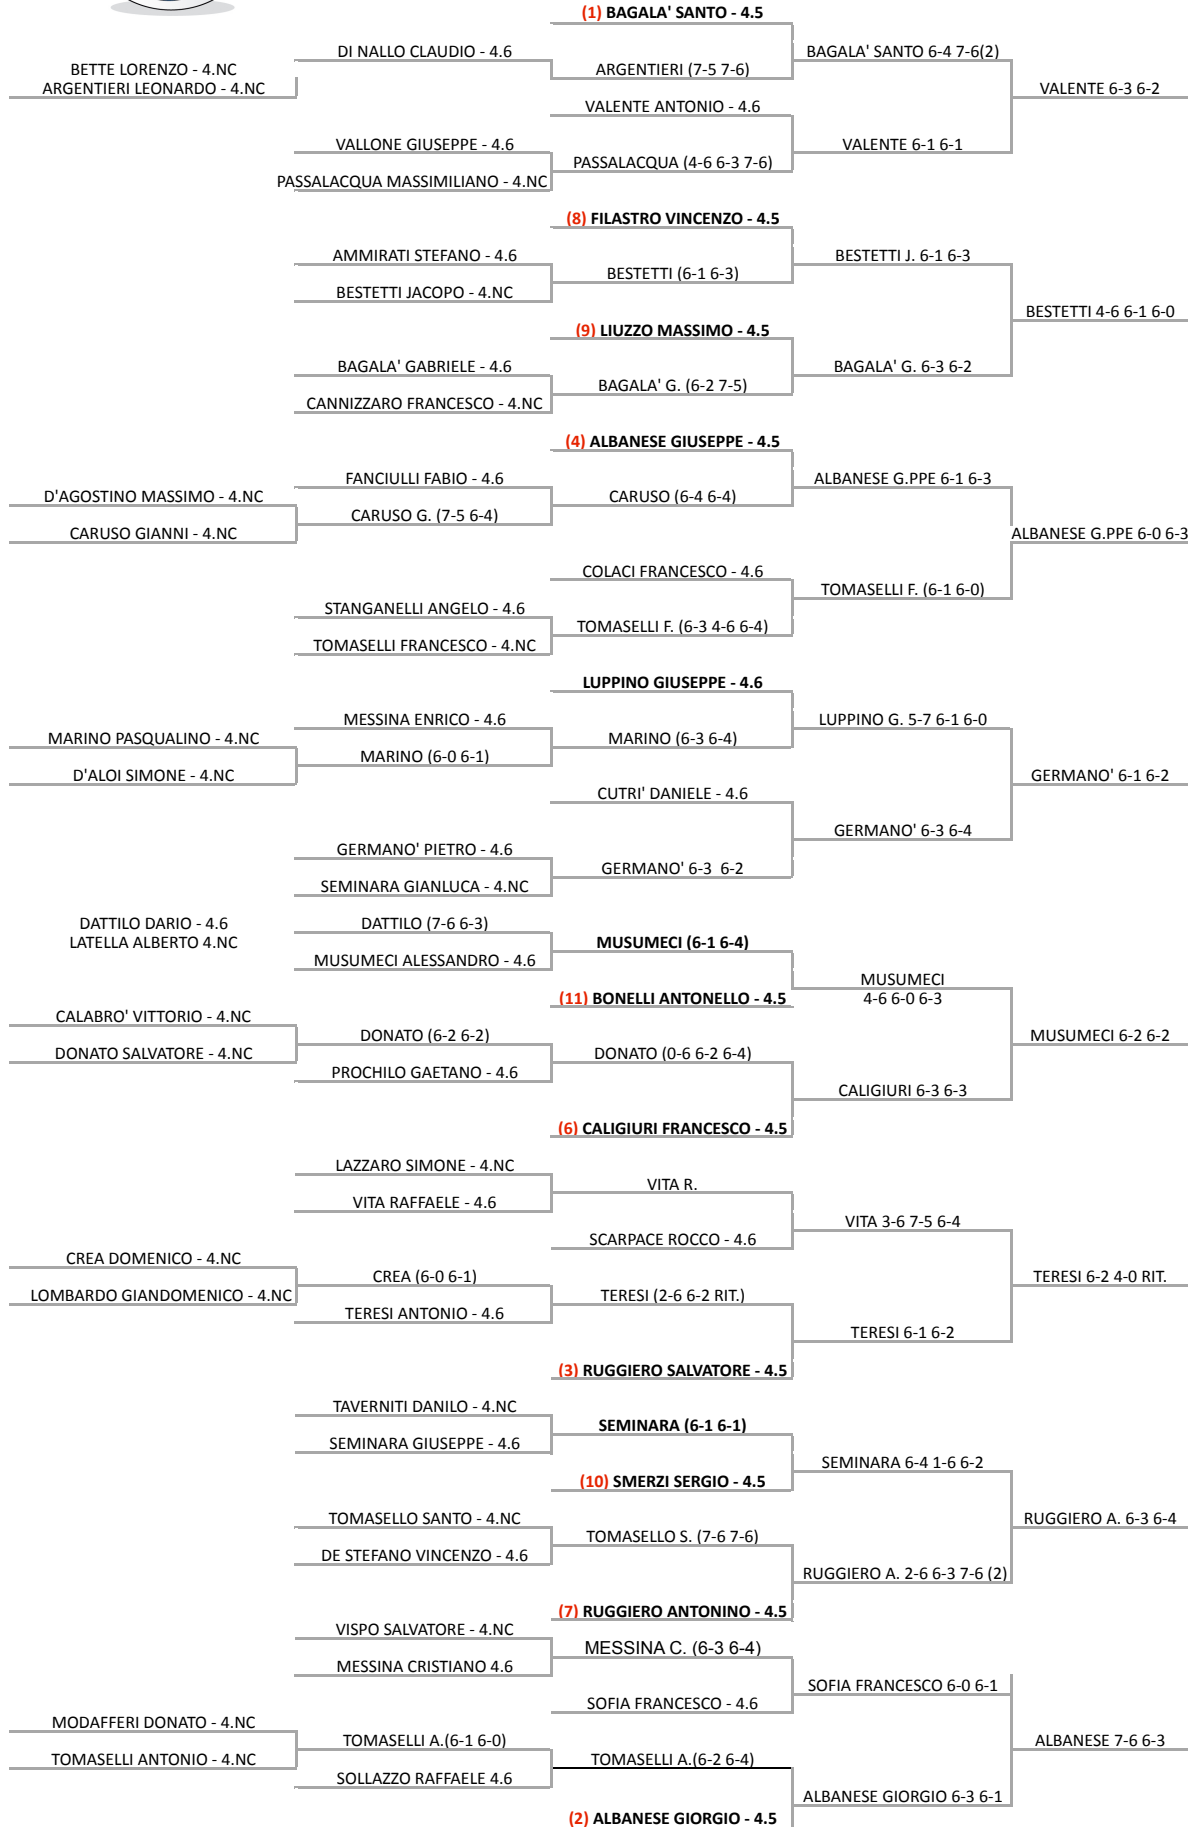 (1) BAGALA' SANTO - 4.5
DI NALLO CLAUDIO - 4.6
BAGALA' SANTO 6-4 7-6(2)
BETTE LORENZO - 4.NC
ARGENTIERI (7-5 7-6)
ARGENTIERI LEONARDO - 4.NC
VALENTE 6-3 6-2
VALENTE ANTONIO - 4.6
VALLONE GIUSEPPE - 4.6
VALENTE 6-1 6-1
PASSALACQUA (4-6 6-3 7-6)
PASSALACQUA MASSIMILIANO - 4.NC
(8) FILASTRO VINCENZO - 4.5
AMMIRATI STEFANO - 4.6
BESTETTI J. 6-1 6-3
BESTETTI (6-1 6-3)
BESTETTI JACOPO - 4.NC
BESTETTI 4-6 6-1 6-0
(9) LIUZZO MASSIMO - 4.5
BAGALA' GABRIELE - 4.6
BAGALA' G. 6-3 6-2
BAGALA' G. (6-2 7-5)
CANNIZZARO FRANCESCO - 4.NC
(4) ALBANESE GIUSEPPE - 4.5
FANCIULLI FABIO - 4.6
ALBANESE G.PPE 6-1 6-3
D'AGOSTINO MASSIMO - 4.NC
CARUSO (6-4 6-4)
CARUSO G. (7-5 6-4)
CARUSO GIANNI - 4.NC
ALBANESE G.PPE 6-0 6-3
COLACI FRANCESCO - 4.6
TOMASELLI F. (6-1 6-0)
STANGANELLI ANGELO - 4.6
TOMASELLI F. (6-3 4-6 6-4)
TOMASELLI FRANCESCO - 4.NC
LUPPINO GIUSEPPE - 4.6
MESSINA ENRICO - 4.6
LUPPINO G. 5-7 6-1 6-0
MARINO PASQUALINO - 4.NC
MARINO (6-3 6-4)
MARINO (6-0 6-1)
D'ALOI SIMONE - 4.NC
GERMANO' 6-1 6-2
CUTRI' DANIELE - 4.6
GERMANO' 6-3 6-4
GERMANO' PIETRO - 4.6
GERMANO' 6-3  6-2
SEMINARA GIANLUCA - 4.NC
DATTILO DARIO - 4.6
DATTILO (7-6 6-3)
LATELLA ALBERTO 4.NC
MUSUMECI (6-1 6-4)
MUSUMECI ALESSANDRO - 4.6
MUSUMECI
4-6 6-0 6-3
(11) BONELLI ANTONELLO - 4.5
CALABRO' VITTORIO - 4.NC
DONATO (6-2 6-2)
MUSUMECI 6-2 6-2
DONATO SALVATORE - 4.NC
DONATO (0-6 6-2 6-4)
PROCHILO GAETANO - 4.6
CALIGIURI 6-3 6-3
(6) CALIGIURI FRANCESCO - 4.5
LAZZARO SIMONE - 4.NC
VITA R.
VITA RAFFAELE - 4.6
VITA 3-6 7-5 6-4
SCARPACE ROCCO - 4.6
CREA DOMENICO - 4.NC
CREA (6-0 6-1)
TERESI 6-2 4-0 RIT.
LOMBARDO GIANDOMENICO - 4.NC
TERESI (2-6 6-2 RIT.)
TERESI ANTONIO - 4.6
TERESI 6-1 6-2
(3) RUGGIERO SALVATORE - 4.5
TAVERNITI DANILO - 4.NC
SEMINARA (6-1 6-1)
SEMINARA GIUSEPPE - 4.6
SEMINARA 6-4 1-6 6-2
(10) SMERZI SERGIO - 4.5
TOMASELLO SANTO - 4.NC
RUGGIERO A. 6-3 6-4
TOMASELLO S. (7-6 7-6)
DE STEFANO VINCENZO - 4.6
RUGGIERO A. 2-6 6-3 7-6 (2)
(7) RUGGIERO ANTONINO - 4.5
VISPO SALVATORE - 4.NC
MESSINA C. (6-3 6-4)
MESSINA CRISTIANO 4.6
SOFIA FRANCESCO 6-0 6-1
SOFIA FRANCESCO - 4.6
MODAFFERI DONATO - 4.NC
TOMASELLI A.(6-1 6-0)
ALBANESE 7-6 6-3
TOMASELLI ANTONIO - 4.NC
TOMASELLI A.(6-2 6-4)
SOLLAZZO RAFFAELE 4.6
ALBANESE GIORGIO 6-3 6-1
(2) ALBANESE GIORGIO - 4.5